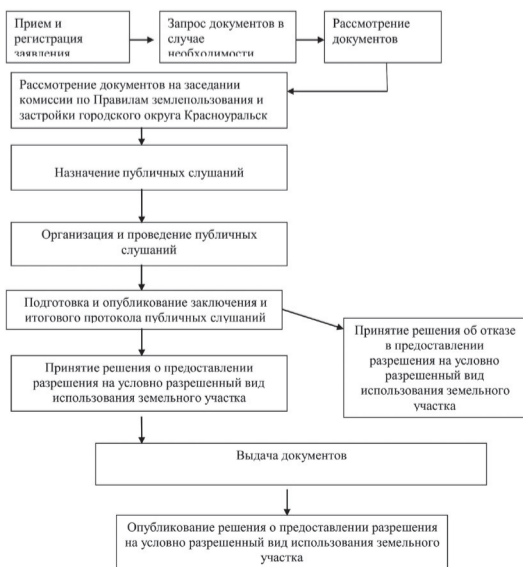 Прием и
регистрация
заявления
Запрос документов в
случае
необходимости
Рассмотрение
документов
Рассмотрение документов на заседании
комиссии по Правилам землепользования и
застройки городского округа Красноуральск
Назначение публичных слушаний
Организация и проведение публичных
слушаний
Подготовка и опубликование заключения и
итогового протокола публичных слушаний
Принятие решения об отказе
в предоставлении
разрешения на условно
разрешенный вид
использования земельного
участка
Принятие решения о предоставлении
разрешения на условно разрешенный вид
использования земельного участка
Выдача документов
Опубликование решения о предоставлении разрешения
на условно разрешенный вид использования земельного
участка